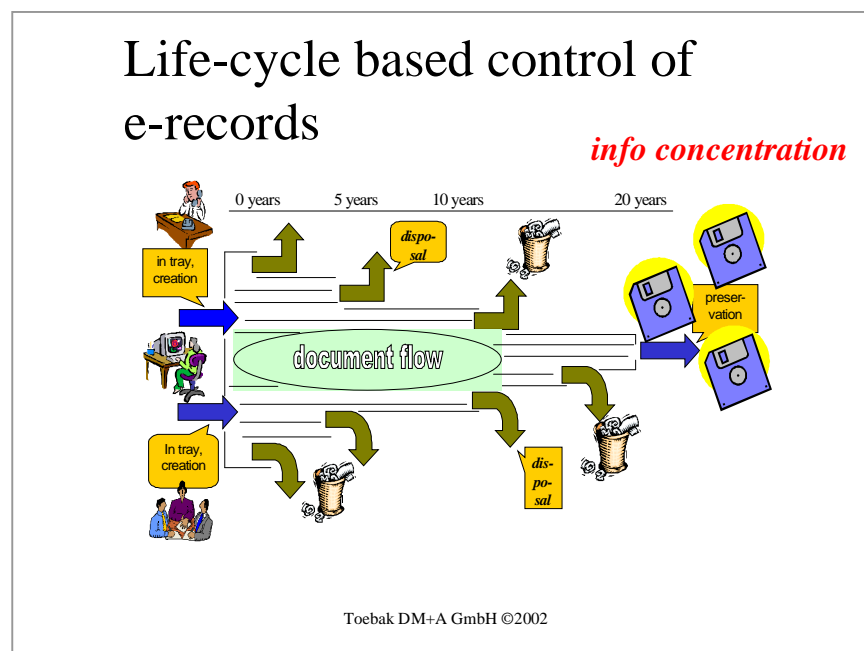 Life-cycle based control of
e-records
info concentration
0 years 5 years 10 years 20 years
in tray,
creation
dispo-
sal
preser-
vation
document flow
In tray,
creation
dis-
po-
sal
Toebak DM+A GmbH ©2002